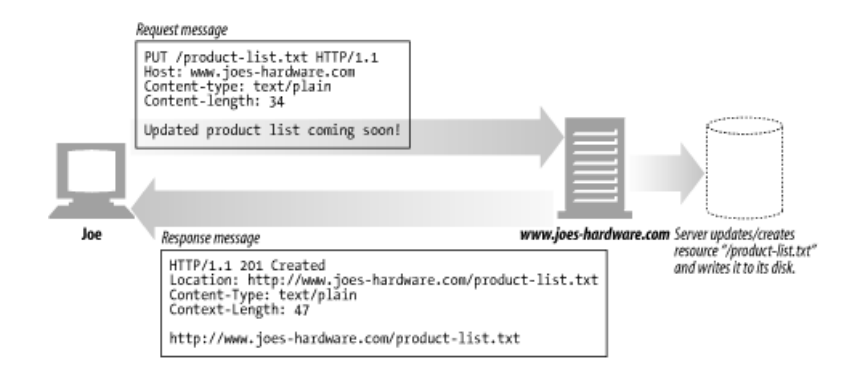 Request message
PUT /product-list.txt HTTP/1.1
Host: www.joes-hardware.com
Content-type: text/plain
Content-length: 34
Updated product list coming soon!
Joe
www.joes-hardware.com
Server updates/creates
resource "/product-list.txt"
and writes it to its disk.
Response message
HTTP/1.1 201 Created
Location: http://www.joes-hardware.com/product-list.txt
Content-Type: text/plain
Context-Length: 47
http://www.joes-hardware.com/product-list.txt